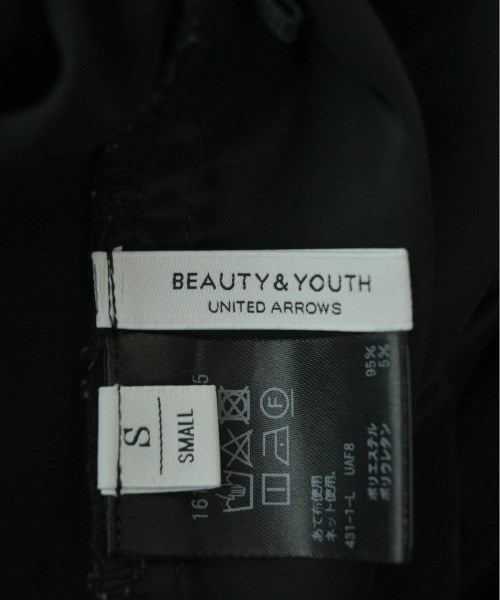 BEAUTY&YOUTH
UNITED ARROWS
S
SMALL
ポリエステル 95%
ポリウレタン 5%
F
あて布使用
ネット使用。
431-1-L UAF8